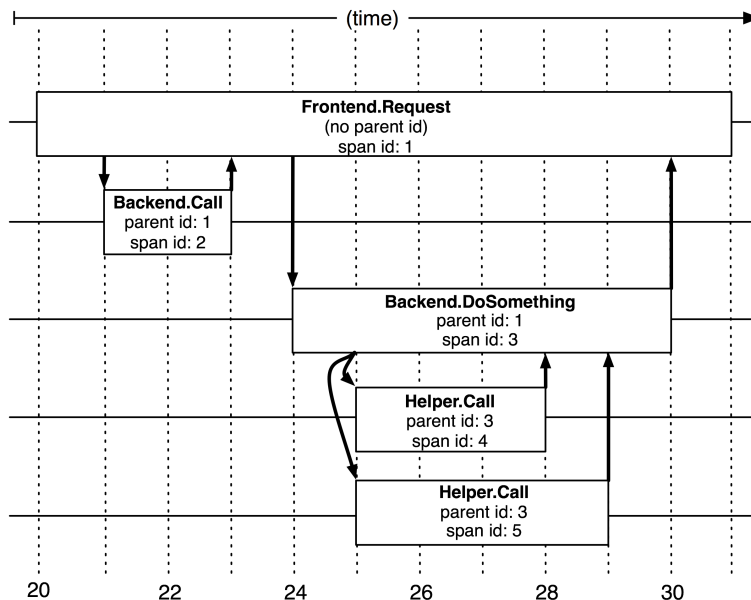 (time)
Frontend.Request
(no parent id)
span id: 1
Backend.Call
parent id: 1
span id: 2
Backend.DoSomething
parent id: 1
span id: 3
Helper.Call
parent id: 3
span id: 4
Helper.Call
parent id: 3
span id: 5
20 22 24 26 28 30